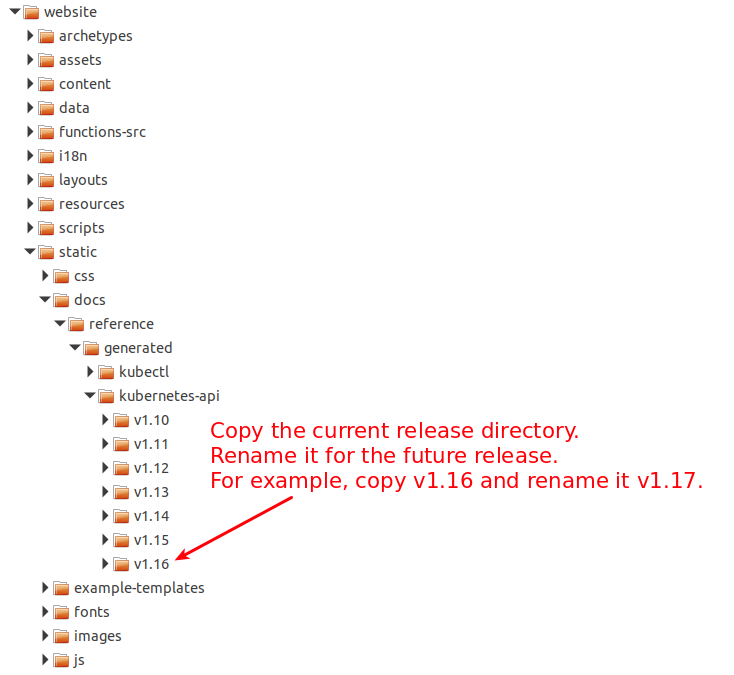 website
archetypes
assets
content
data
functions-src
i18n
layouts
resources
scripts
static
css
docs
reference
generated
kubectl
kubernetes-api
v1.10
v1.11
v1.12
v1.13
v1.14
v1.15
v1.16
Copy the current release directory.
Rename it for the future release.
For example, copy v1.16 and rename it v1.17.
example-templates
fonts
images
js